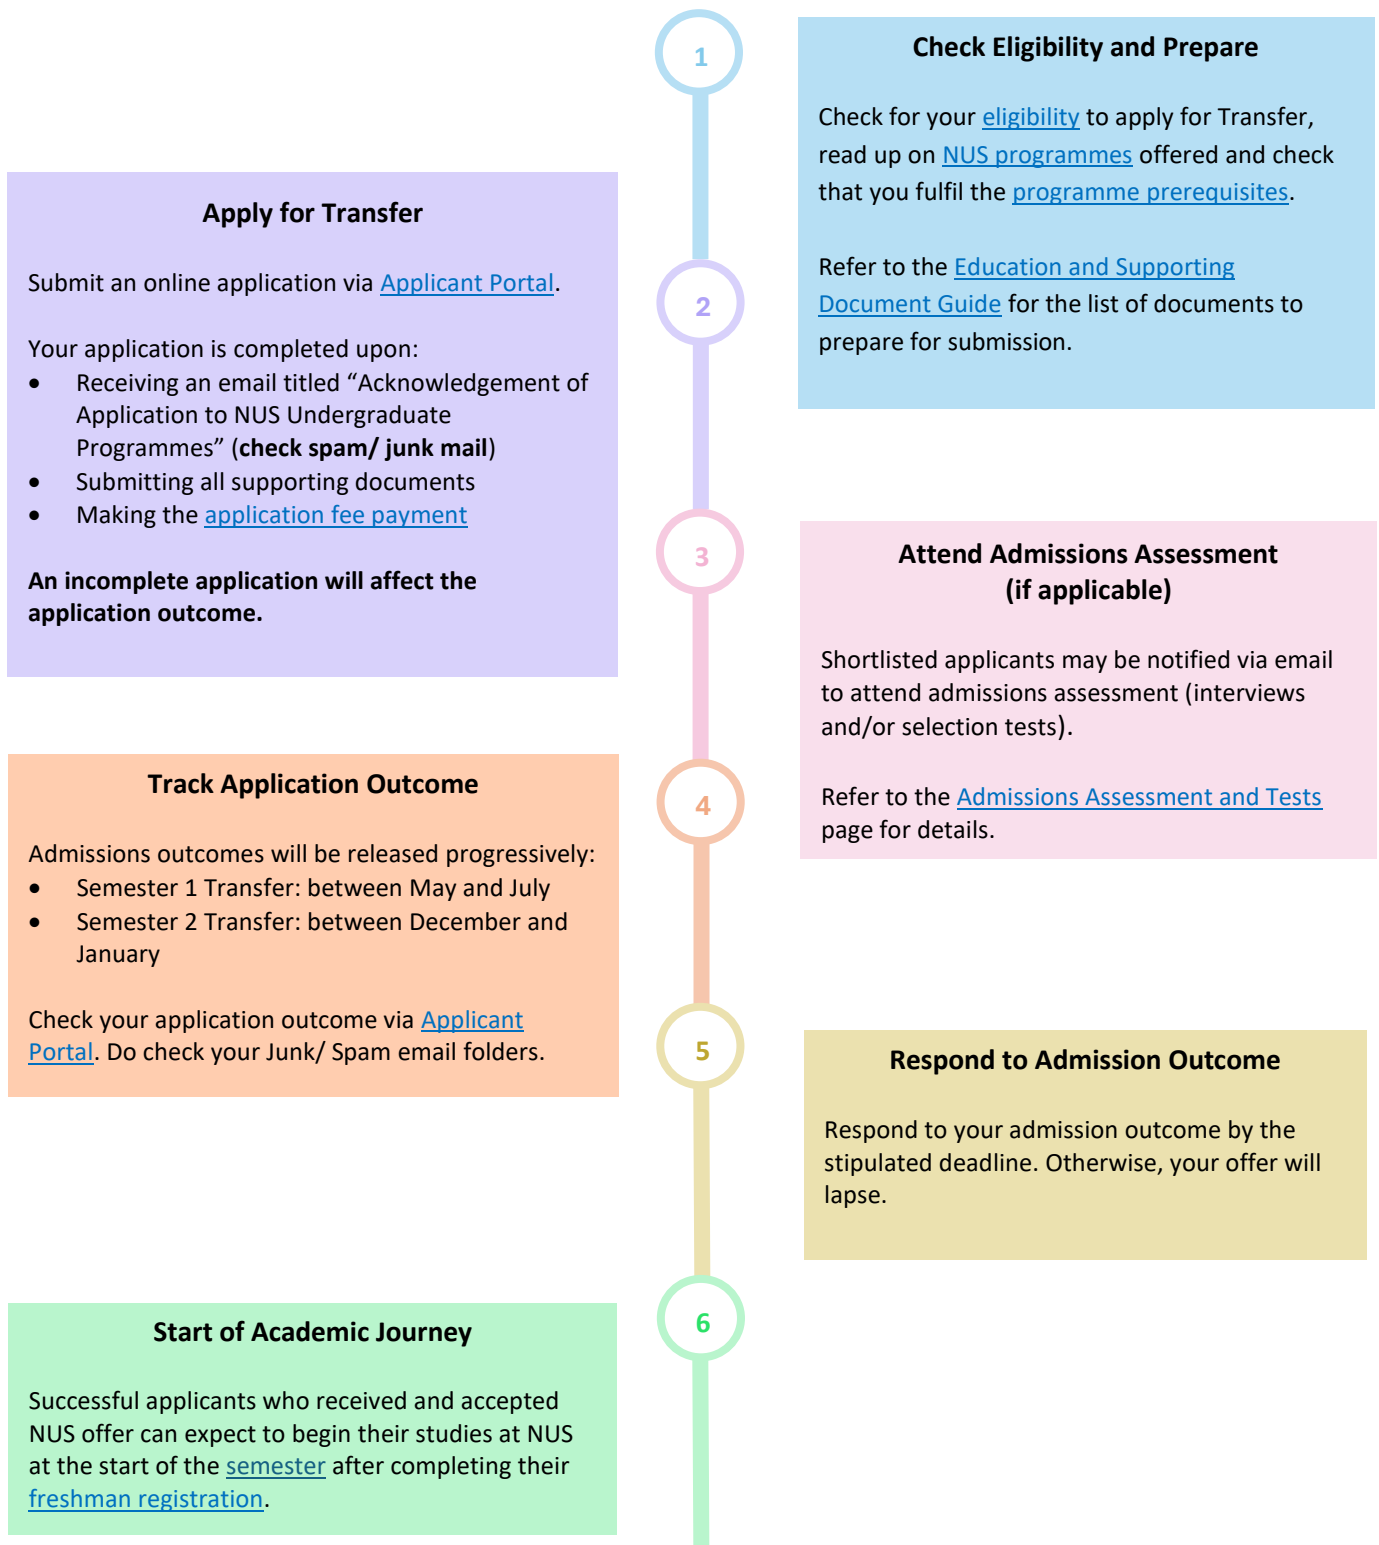 1
Check Eligibility and Prepare
Check for your eligibility to apply for Transfer,
read up on NUS programmes offered and check
that you fulfil the programme prerequisites.
Refer to the Education and Supporting
Document Guide for the list of documents to
prepare for submission.
2
Apply for Transfer
Submit an online application via Applicant Portal.
Your application is completed upon:
• Receiving an email titled “Acknowledgement of
Application to NUS Undergraduate
Programmes” (check spam/ junk mail)
• Submitting all supporting documents
• Making the application fee payment
An incomplete application will affect the
application outcome.
3
Attend Admissions Assessment
(if applicable)
Shortlisted applicants may be notified via email
to attend admissions assessment (interviews
and/or selection tests).
Refer to the Admissions Assessment and Tests
page for details.
4
Track Application Outcome
Admissions outcomes will be released progressively:
• Semester 1 Transfer: between May and July
• Semester 2 Transfer: between December and
January
Check your application outcome via Applicant
Portal. Do check your Junk/ Spam email folders.
5
Respond to Admission Outcome
Respond to your admission outcome by the
stipulated deadline. Otherwise, your offer will
lapse.
6
Start of Academic Journey
Successful applicants who received and accepted
NUS offer can expect to begin their studies at NUS
at the start of the semester after completing their
freshman registration.